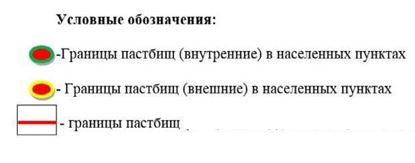 Условные обозначения:
-Границы пастбищ (внутренние) в населенных пунктах
- Границы пастбищ (внешние) в населенных пунктах
- границы пастбищ